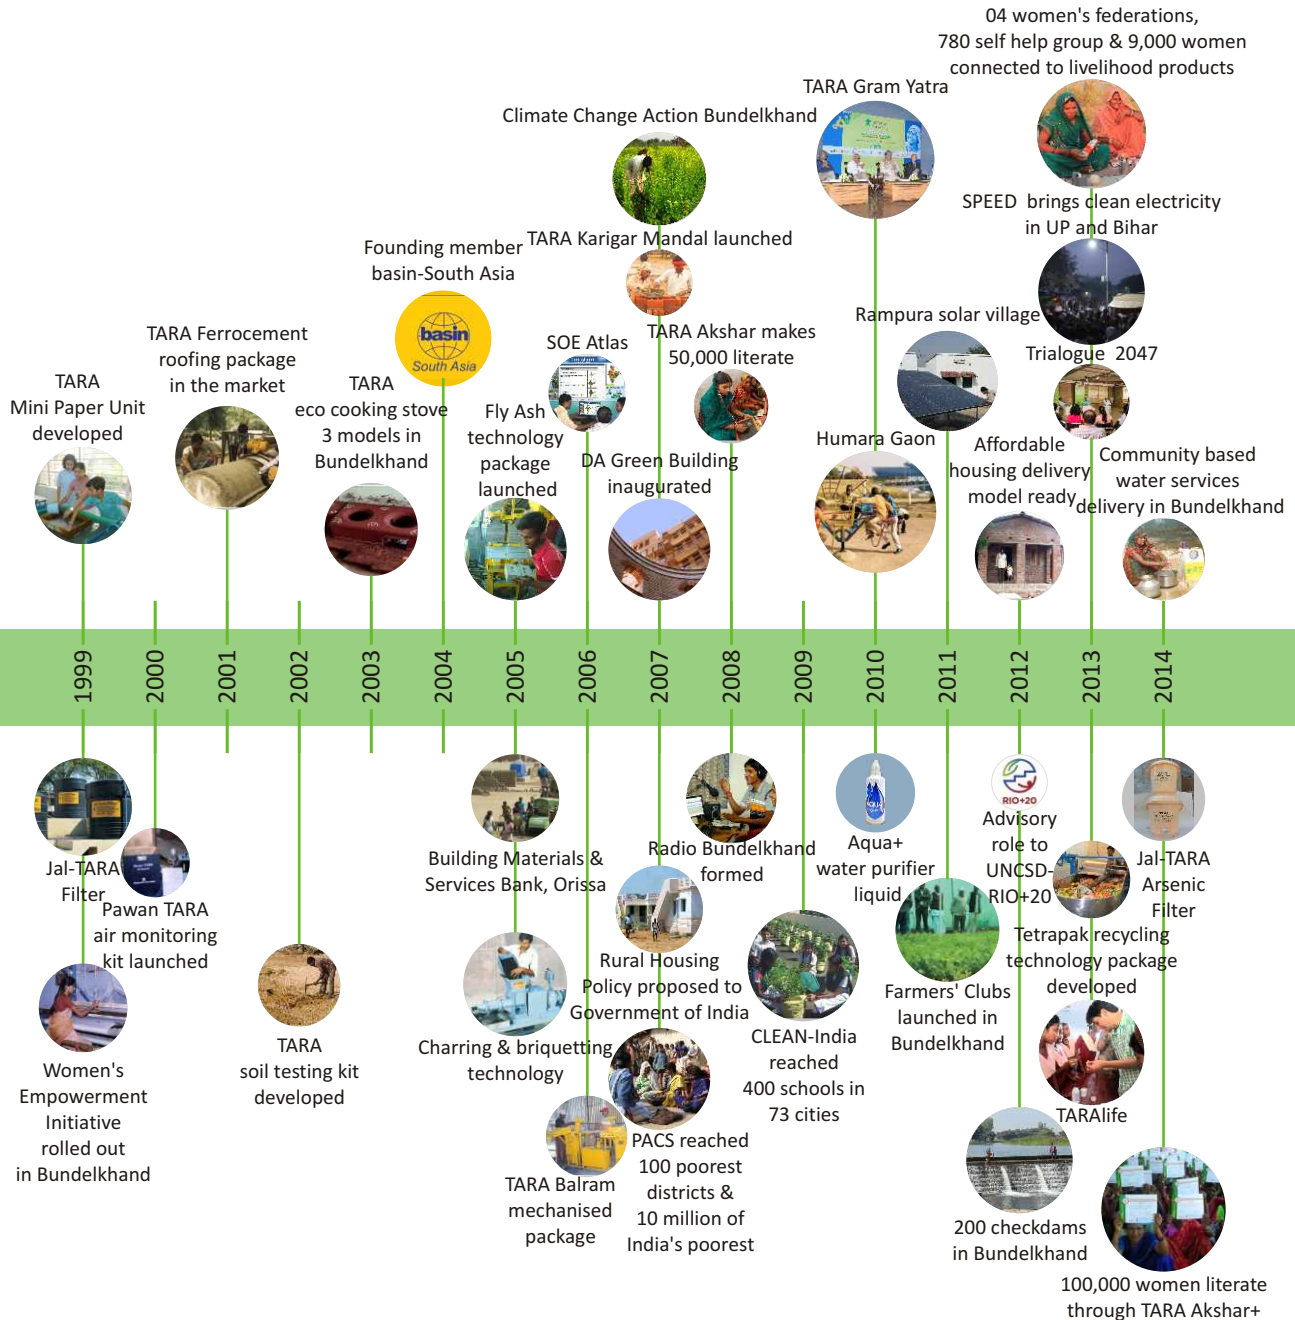 04 women's federations,
780 self help group & 9,000 women
connected to livelihood products
TARA Gram Yatra
Climate Change Action Bundelkhand
SPEED brings clean electricity
in UP and Bihar
TARA Karigar Mandal launched
Founding member
basin-South Asia
basin
South Asia
Rampura solar village
TARA Ferrocement
roofing package
in the market
SOE Atlas
TARA Akshar makes
50,000 literate
Trialogue 2047
TARA
Mini Paper Unit
developed
TARA
eco cooking stove
3 models in
Bundelkhand
Fly Ash
technology
package
launched
DA Green Building
inaugurated
Humara Gaon
Affordable
housing delivery
model ready
Community based
water services
delivery in Bundelkhand
1999
2000
2001
2002
2003
2004
2005
2006
2007
2008
2009
2010
2011
2012
2013
2014
Jal-TARA
Filter
Pawan TARA
air monitoring
kit launched
Women's
Empowerment
Initiative
rolled out
in Bundelkhand
TARA
soil testing kit
developed
Building Materials &
Services Bank, Orissa
Charring & briquetting
technology
TARA Balram
mechanised
package
Rural Housing
Policy proposed to
Government of India
PACS reached
100 poorest
districts &
10 million of
India's poorest
Radio Bundelkhand
formed
CLEAN-India
reached
400 schools in
73 cities
AQUA
Aqua+
water purifier
liquid
Farmers' Clubs
launched in
Bundelkhand
RIO+20
Advisory
role to
UNCSD-
RIO+20
200 checkdams
in Bundelkhand
Tetrapak recycling
technology package
developed
TARAlife
Jal-TARA
Arsenic
Filter
100,000 women literate
through TARA Akshar+